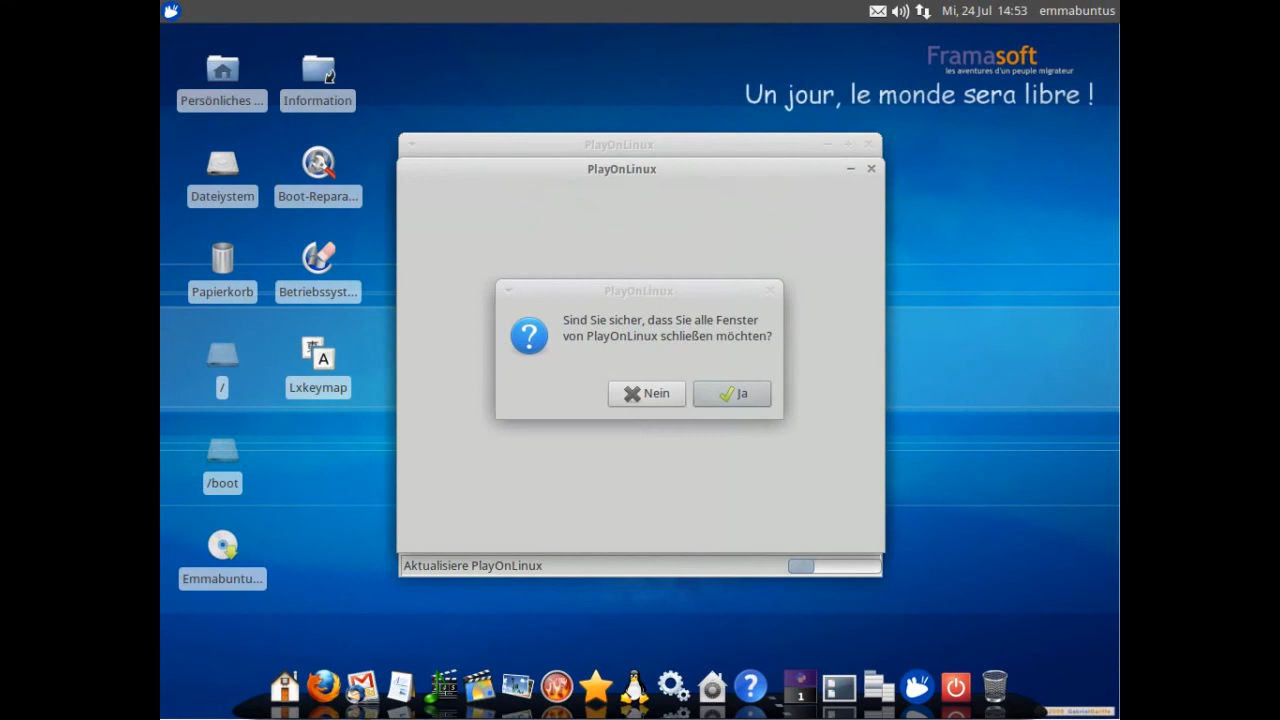 Mi, 24 Jul 14:53 emmabuntus
Framasoft
les aventures d'un peuple migrateur
Un jour, le monde sera libre !
Persönliches ...
Information
Dateiystem
Boot-Repara...
Papierkorb
Betriebssyst...
/
Lxkeymap
/boot
Emmabuntu...
PlayOnLinux
PlayOnLinux
PlayOnLinux
Sind Sie sicher, dass Sie alle Fenster
von PlayOnLinux schließen möchten?
Nein
Ja
Aktualisiere PlayOnLinux
1